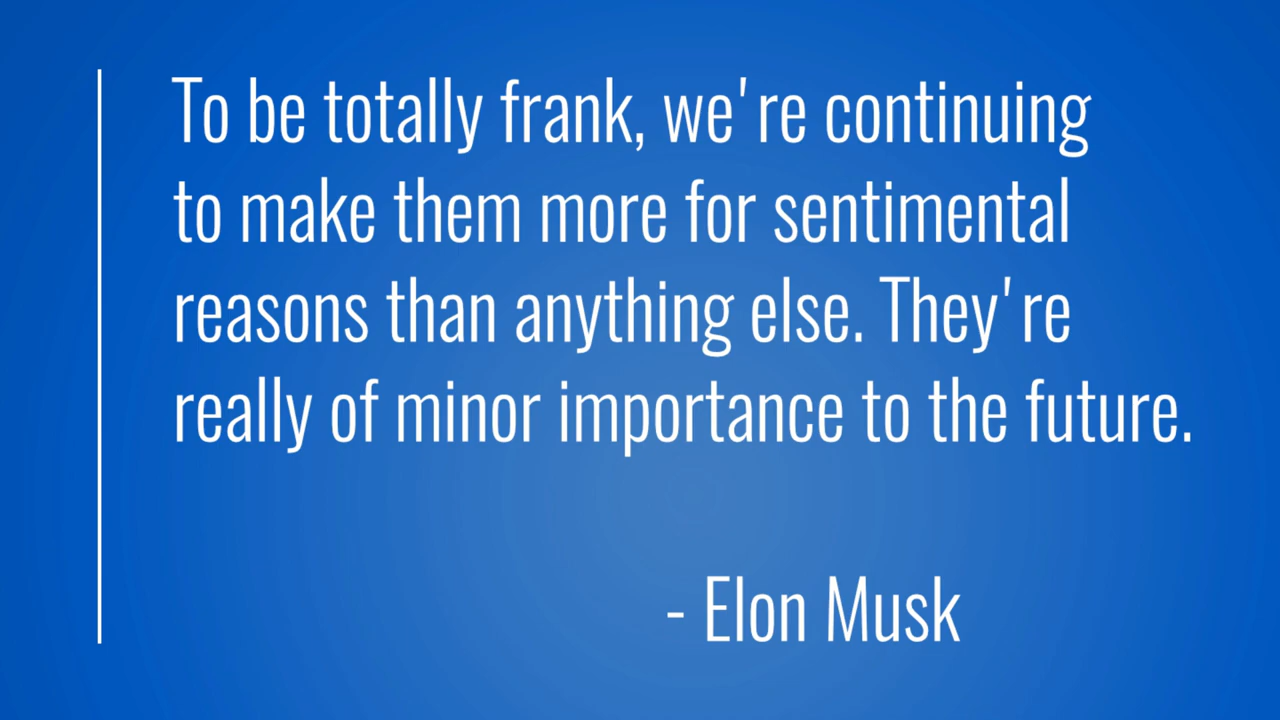 To be totally frank, we're continuing
to make them more for sentimental
reasons than anything else. They're
really of minor importance to the future.
- Elon Musk